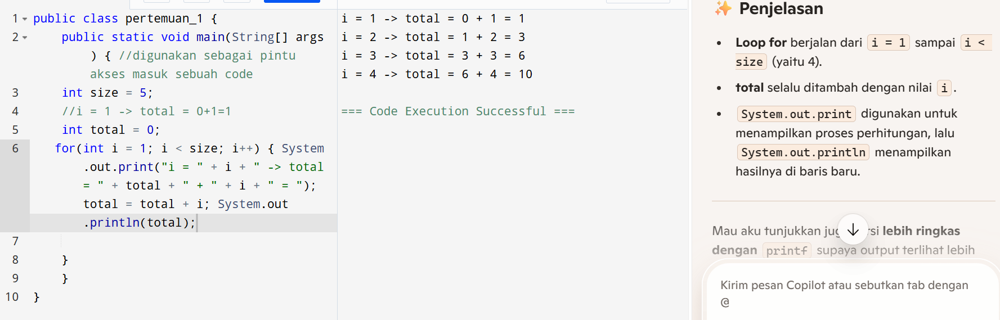 1 public class pertemuan_1 {
2 public static void main(String[] args
) { //digunakan sebagai pintu
akses masuk sebuah code
3 int size = 5;
4 //i = 1 -> total = 0+1=1
5 int total = 0;
6 for(int i = 1; i < size; i++) { System
.out.print("i = " + i + " -> total
= " + total + " + " + i + " = ");
total = total + i; System.out
.println(total);
7
8 }
9 }
10 }
i = 1 -> total = 0 + 1 = 1
i = 2 -> total = 1 + 2 = 3
i = 3 -> total = 3 + 3 = 6
i = 4 -> total = 6 + 4 = 10
=== Code Execution Successful ===
✨ Penjelasan
• Loop for berjalan dari i = 1 sampai i <
size (yaitu 4).
• total selalu ditambah dengan nilai i.
• System.out.print digunakan untuk
menampilkan proses perhitungan, lalu
System.out.println menampilkan
hasilnya di baris baru.
Mau aku tunjukkan lebih ringkas
dengan printf supaya output terlihat lebih
Kirim pesan Copilot atau sebutkan tab dengan
@